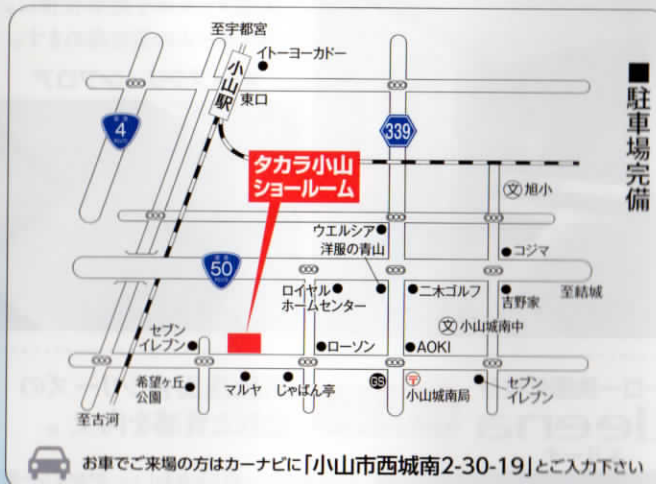 至宇都宮
イトーヨーカドー
小山駅
東口
4
339
■駐車場完備
タカラ小山
ショールーム
文 旭小
ウエルシア
洋服の青山
コジマ
50
ロイヤル
ホームセンター
二木ゴルフ
吉野家
至結城
文 小山城南中
セブン
イレブン
ローソン
AOKI
希望ヶ丘
公園
マルヤ
じゃぱん亭
GS
〒
小山城南局
セブン
イレブン
至古河
お車でご来場の方はカーナビに「小山市西城南2-30-19」とご入力下さい